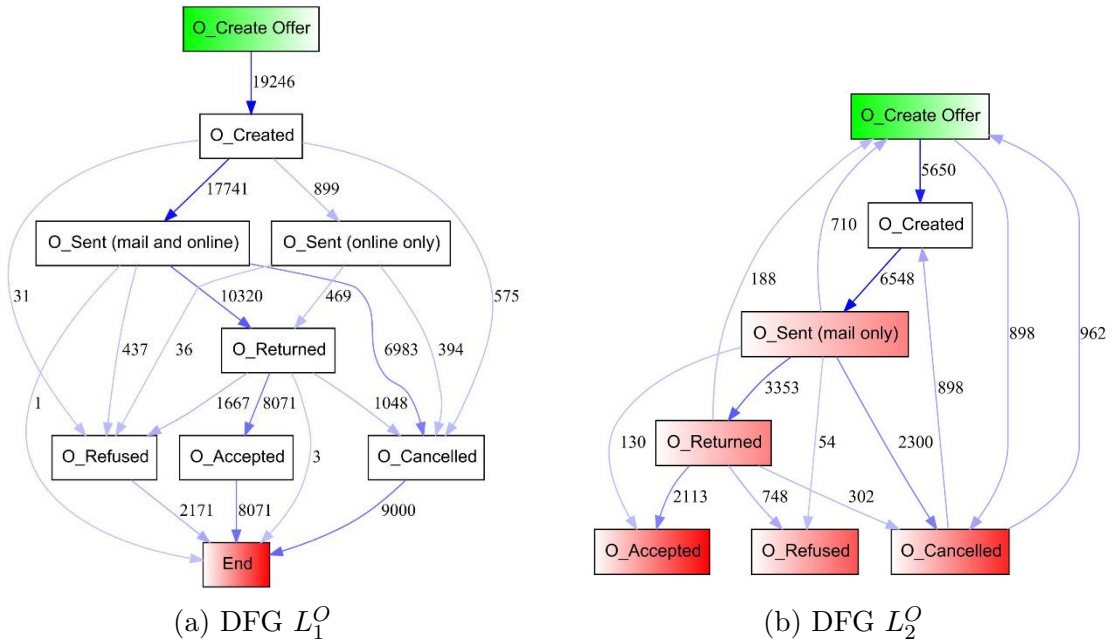 O_Create Offer
19246
O_Created
17741
899
O_Sent (mail and online)
O_Sent (online only)
31
437
36
10320
469
6983
394
575
O_Returned
1
1667
8071
1048
3
O_Refused
O_Accepted
O_Cancelled
2171
8071
9000
End
(a) DFG L₁ᴼ
O_Create Offer
5650
O_Created
710
6548
188
O_Sent (mail only)
898
962
3353
898
O_Returned
130
54
2300
2113
748
302
O_Accepted
O_Refused
O_Cancelled
(b) DFG L₂ᴼ